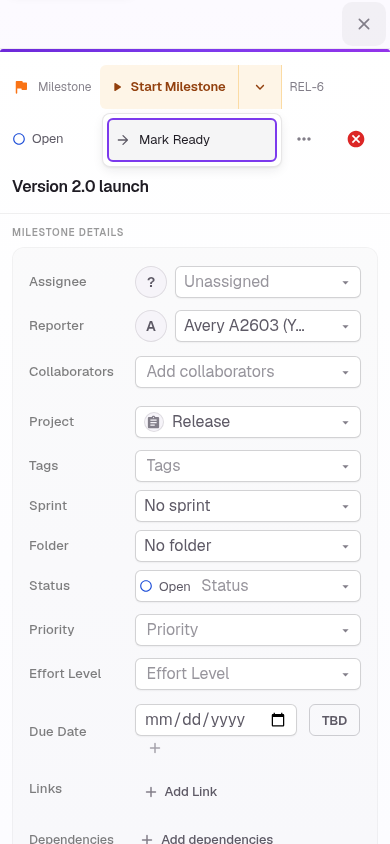 Milestone Start Milestone REL-6
Open Mark Ready
Version 2.0 launch
MILESTONE DETAILS
Assignee ? Unassigned
Reporter A Avery A2603 (Y...
Collaborators Add collaborators
Project Release
Tags Tags
Sprint No sprint
Folder No folder
Status Open Status
Priority Priority
Effort Level Effort Level
Due Date mm/dd/yyyy TBD
Links Add Link
Dependencies Add dependencies